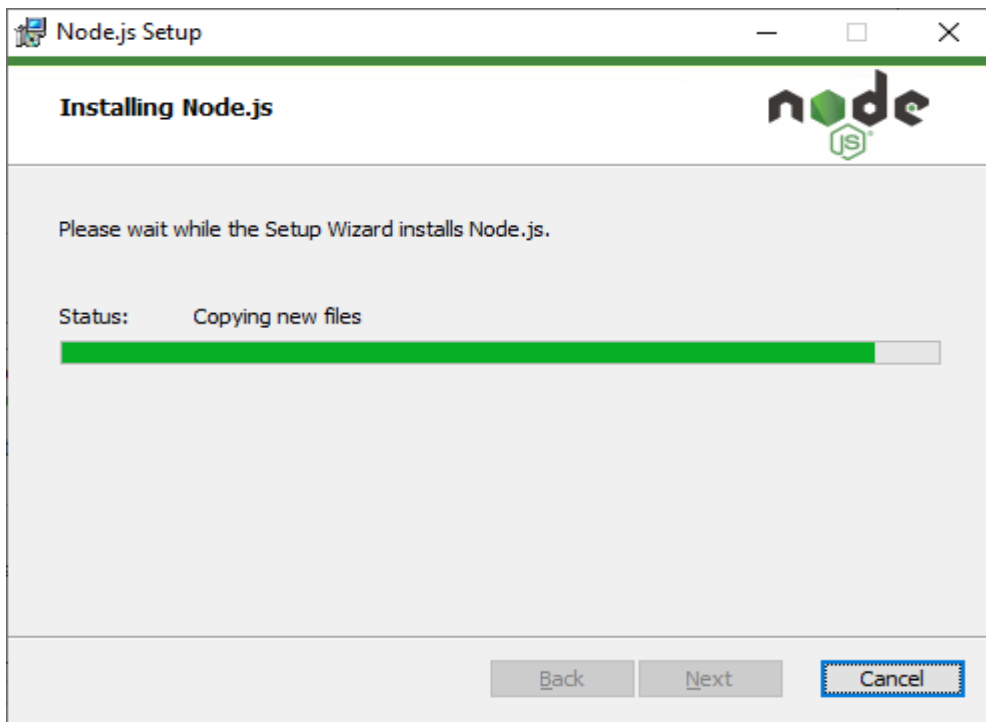 Node.js Setup
Installing Node.js
node
JS®
Please wait while the Setup Wizard installs Node.js.
Status: Copying new files
Back Next Cancel